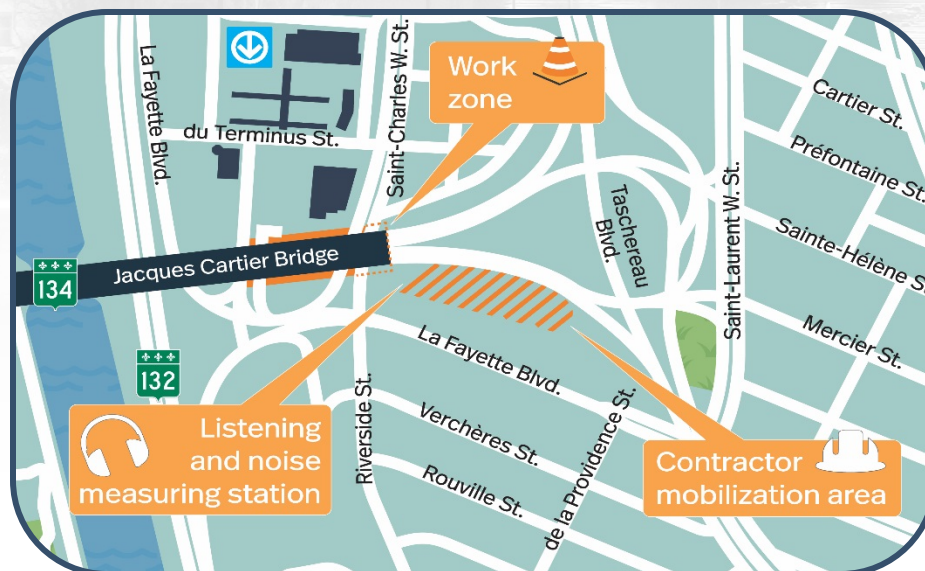 La Fayette Blvd.
Saint-Charles W. St.
Work
zone
Cartier St.
du Terminus St.
Préfontaine St.
Taschereau
Blvd.
Saint-Laurent W. St.
Sainte-Hélène St.
Jacques Cartier Bridge
134
Mercier St.
132
La Fayette Blvd.
Riverside St.
Verchères St.
Listening
and noise
measuring station
Rouville St.
de la Providence St.
Contractor
mobilization area